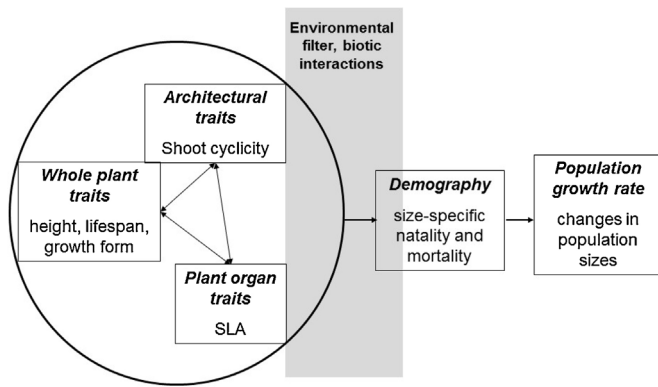 Environmental
filter, biotic
interactions
Architectural
traits
Shoot cyclicity
Whole plant
traits
height, lifespan,
growth form
Plant organ
traits
SLA
Demography
size-specific
natality and
mortality
Population
growth rate
changes in
population
sizes